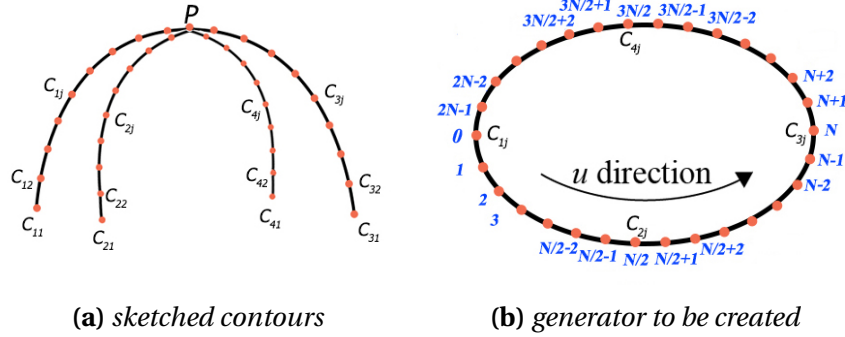 P
C1j
C2j
C4j
C3j
C12
C22
C42
C32
C11
C21
C41
C31
(a) sketched contours
3N/2+2
3N/2+1
3N/2
3N/2-1
3N/2-2
C4j
2N-2
2N-1
0
C1j
1
2
3
N+2
N+1
C3j
N
N-1
N-2
u direction
C2j
N/2-2
N/2-1
N/2
N/2+1
N/2+2
(b) generator to be created